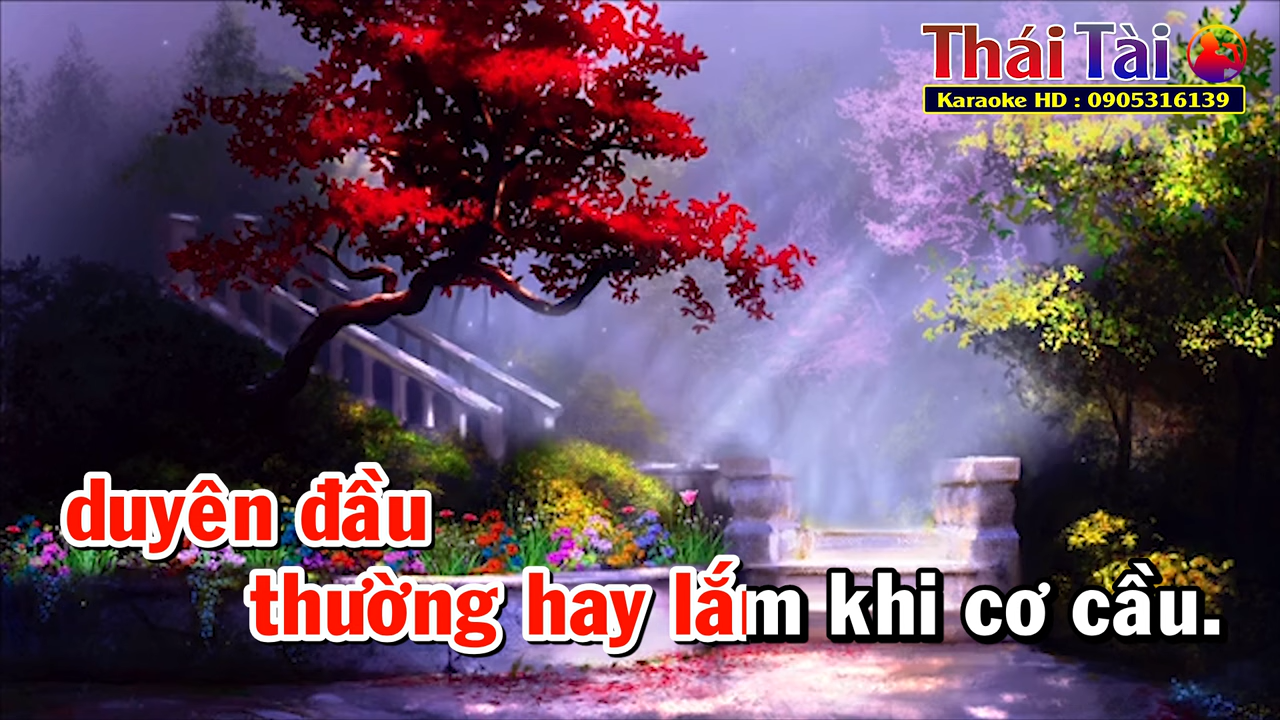 Thái Tài
Karaoke HD : 0905316139
duyên đầu
thường hay lắm khi cơ cầu.